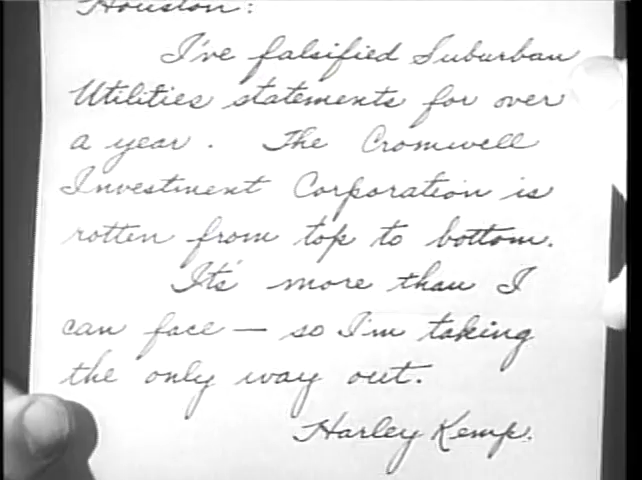 Houston:
I've falsified Suburban
Utilities statements for over
a year. The Cromwell
Investment Corporation is
rotten from top to bottom.
It's more than I
can face — so I'm taking
the only way out.
Harley Kemp.